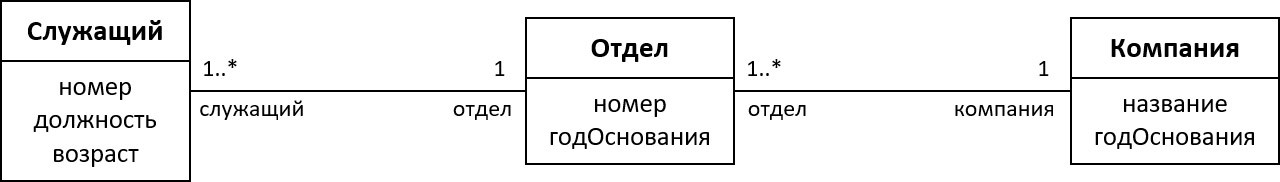 Служащий
номер
должность
возраст
1..*
1
служащий
отдел
Отдел
номер
годОснования
1..*
1
отдел
компания
Компания
название
годОснования